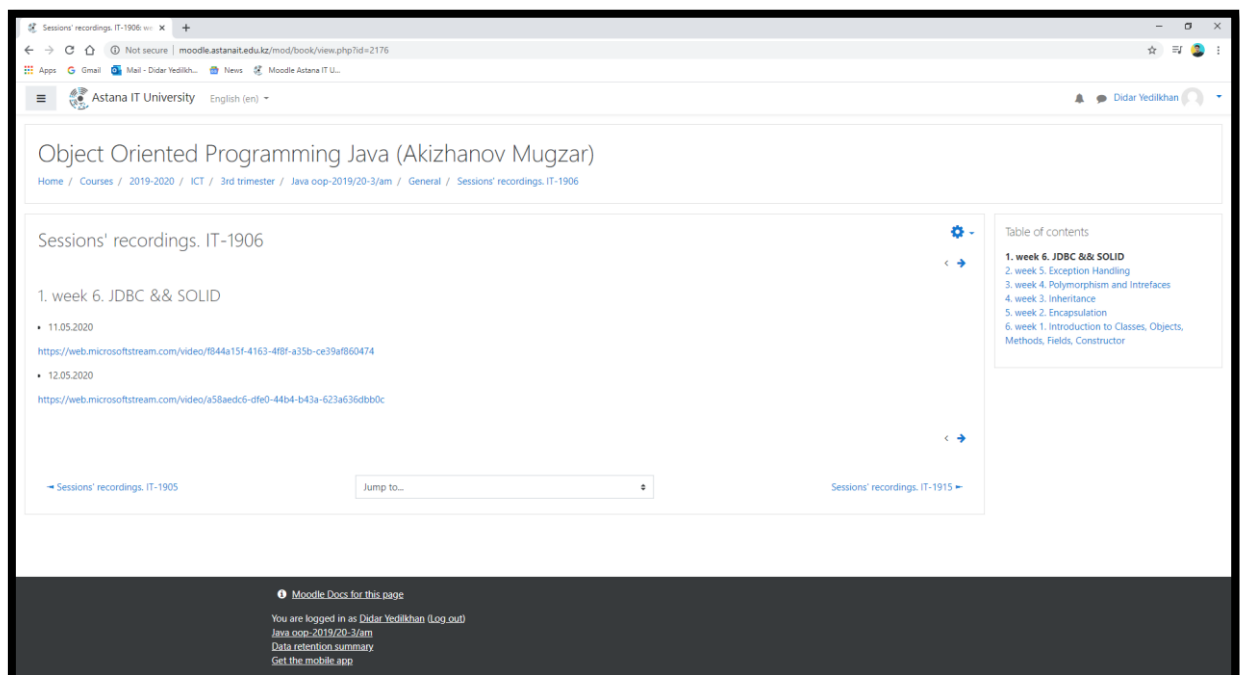 Sessions' recordings. IT-1906: we
Not secure | moodle.astanait.edu.kz/mod/book/view.php?id=2176
Apps Gmail Mail - Didar Yedilkh... News Moodle Astana IT U...
Astana IT University English (en) Didar Yedilkhan
Object Oriented Programming Java (Akizhanov Mugzar)
Home / Courses / 2019-2020 / ICT / 3rd trimester / Java oop-2019/20-3/am / General / Sessions' recordings. IT-1906
Sessions' recordings. IT-1906
1. week 6. JDBC && SOLID
• 11.05.2020
https://web.microsoftstream.com/video/f844a15f-4163-4f8f-a35b-ce39af860474
• 12.05.2020
https://web.microsoftstream.com/video/a58aedc6-dfe0-44b4-b43a-623a636dbb0c
◄ Sessions' recordings. IT-1905
Jump to...
Sessions' recordings. IT-1915 ►
Table of contents
1. week 6. JDBC && SOLID
2. week 5. Exception Handling
3. week 4. Polymorphism and Intrefaces
4. week 3. Inheritance
5. week 2. Encapsulation
6. week 1. Introduction to Classes, Objects,
Methods, Fields, Constructor
Moodle Docs for this page
You are logged in as Didar Yedilkhan (Log out)
Java oop-2019/20-3/am
Data retention summary
Get the mobile app